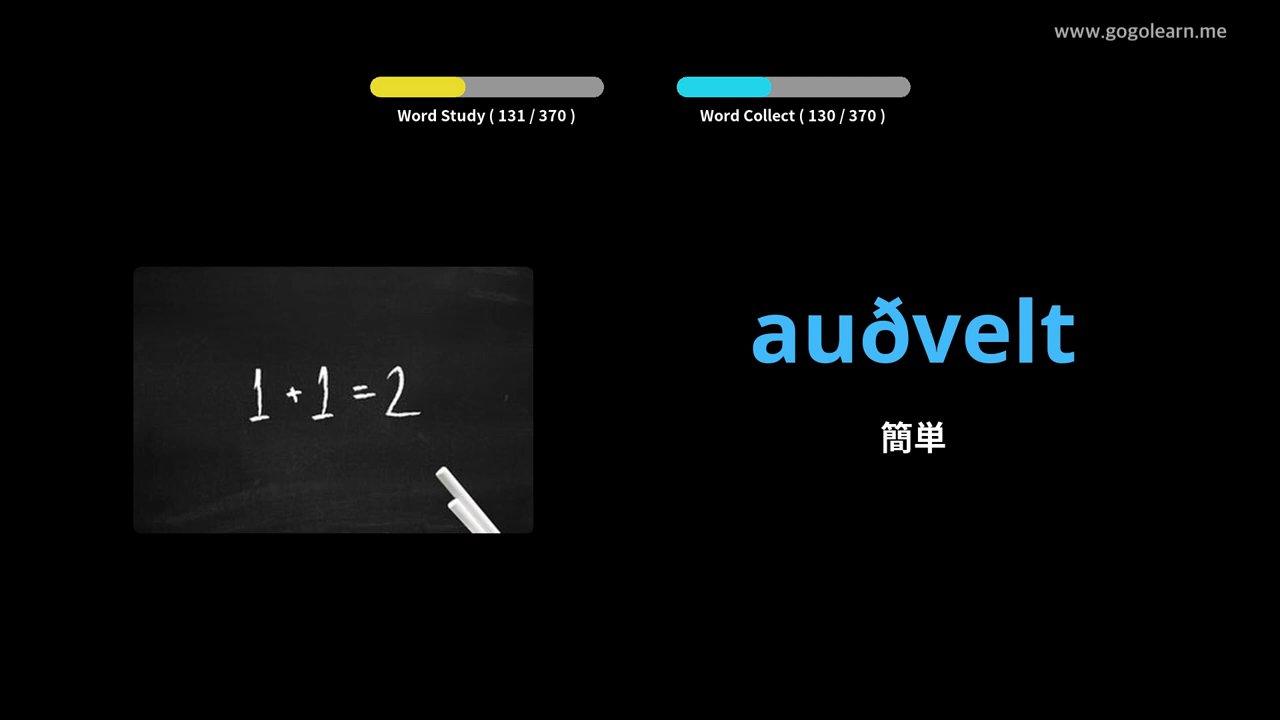 www.gogolearn.me
Word Study ( 131 / 370 )
Word Collect ( 130 / 370 )
1 + 1 = 2
auðvelt
簡単